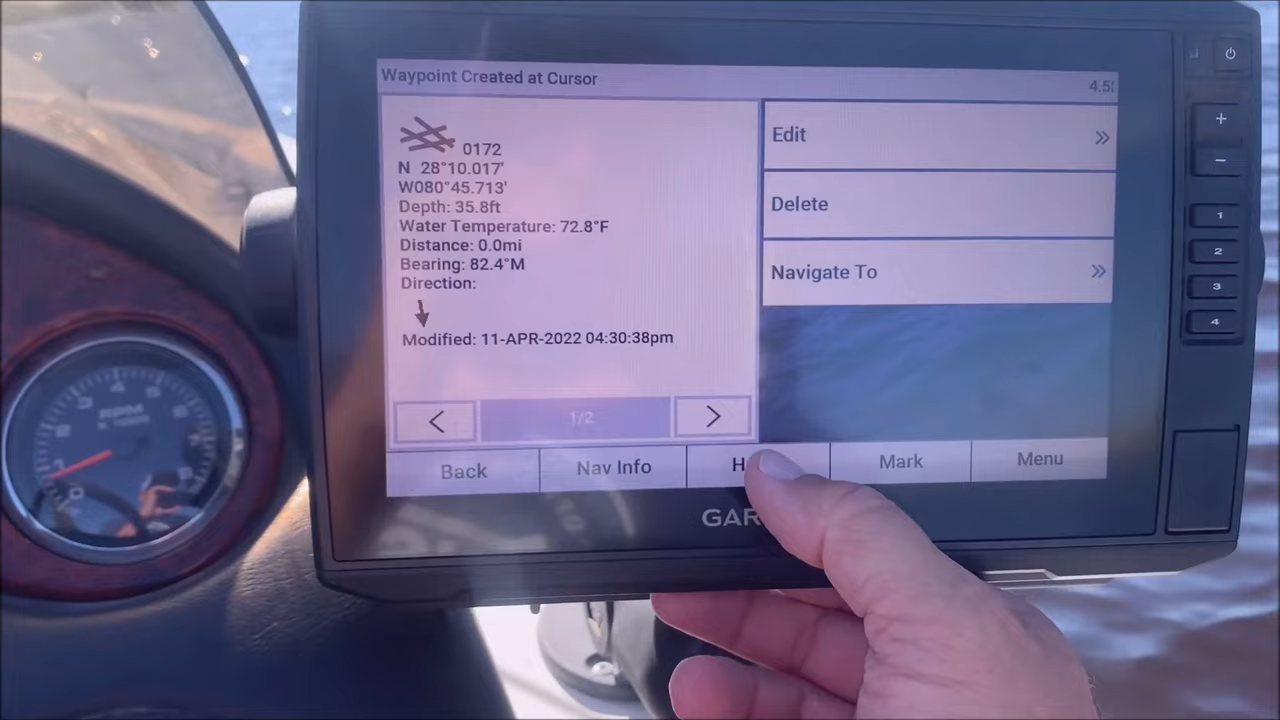 Waypoint Created at Cursor
0172
N 28°10.017'
W080°45.713'
Depth: 35.8ft
Water Temperature: 72.8°F
Distance: 0.0mi
Bearing: 82.4°M
Direction:
Modified: 11-APR-2022 04:30:38pm
< 1/2 >
Edit »
Delete
Navigate To »
Back Nav Info H Mark Menu
GAR
+
-
1
2
3
4
RPM